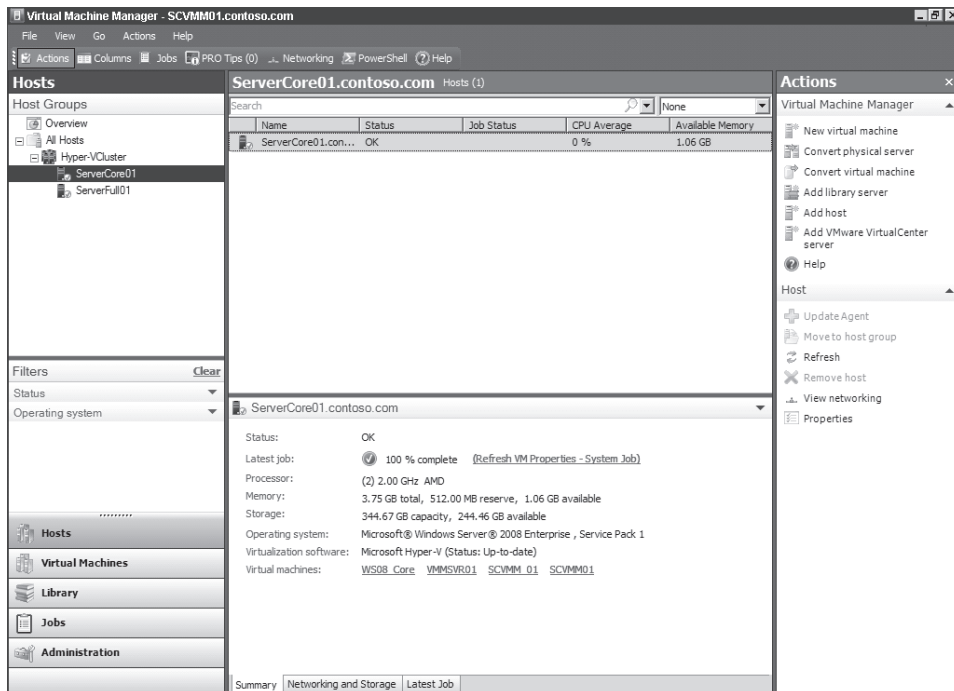 Virtual Machine Manager - SCVMM01.contoso.com
File View Go Actions Help
Actions Columns Jobs PRO Tips (0) Networking PowerShell Help
Hosts
Host Groups
Overview
All Hosts
Hyper-VCluster
ServerCore01
ServerFull01
Filters Clear
Status
Operating system
Hosts
Virtual Machines
Library
Jobs
Administration
ServerCore01.contoso.com Hosts (1)
Search None
Name Status Job Status CPU Average Available Memory
ServerCore01.con... OK 0 % 1.06 GB
ServerCore01.contoso.com
Status: OK
Latest job: 100 % complete (Refresh VM Properties - System Job)
Processor: (2) 2.00 GHz AMD
Memory: 3.75 GB total, 512.00 MB reserve, 1.06 GB available
Storage: 344.67 GB capacity, 244.46 GB available
Operating system: Microsoft® Windows Server® 2008 Enterprise , Service Pack 1
Virtualization software: Microsoft Hyper-V (Status: Up-to-date)
Virtual machines: WS08_Core VMMSVR01 SCVMM_01 SCVMM01
Summary Networking and Storage Latest Job
Actions
Virtual Machine Manager
New virtual machine
Convert physical server
Convert virtual machine
Add library server
Add host
Add VMware VirtualCenter
server
Help
Host
Update Agent
Move to host group
Refresh
Remove host
View networking
Properties